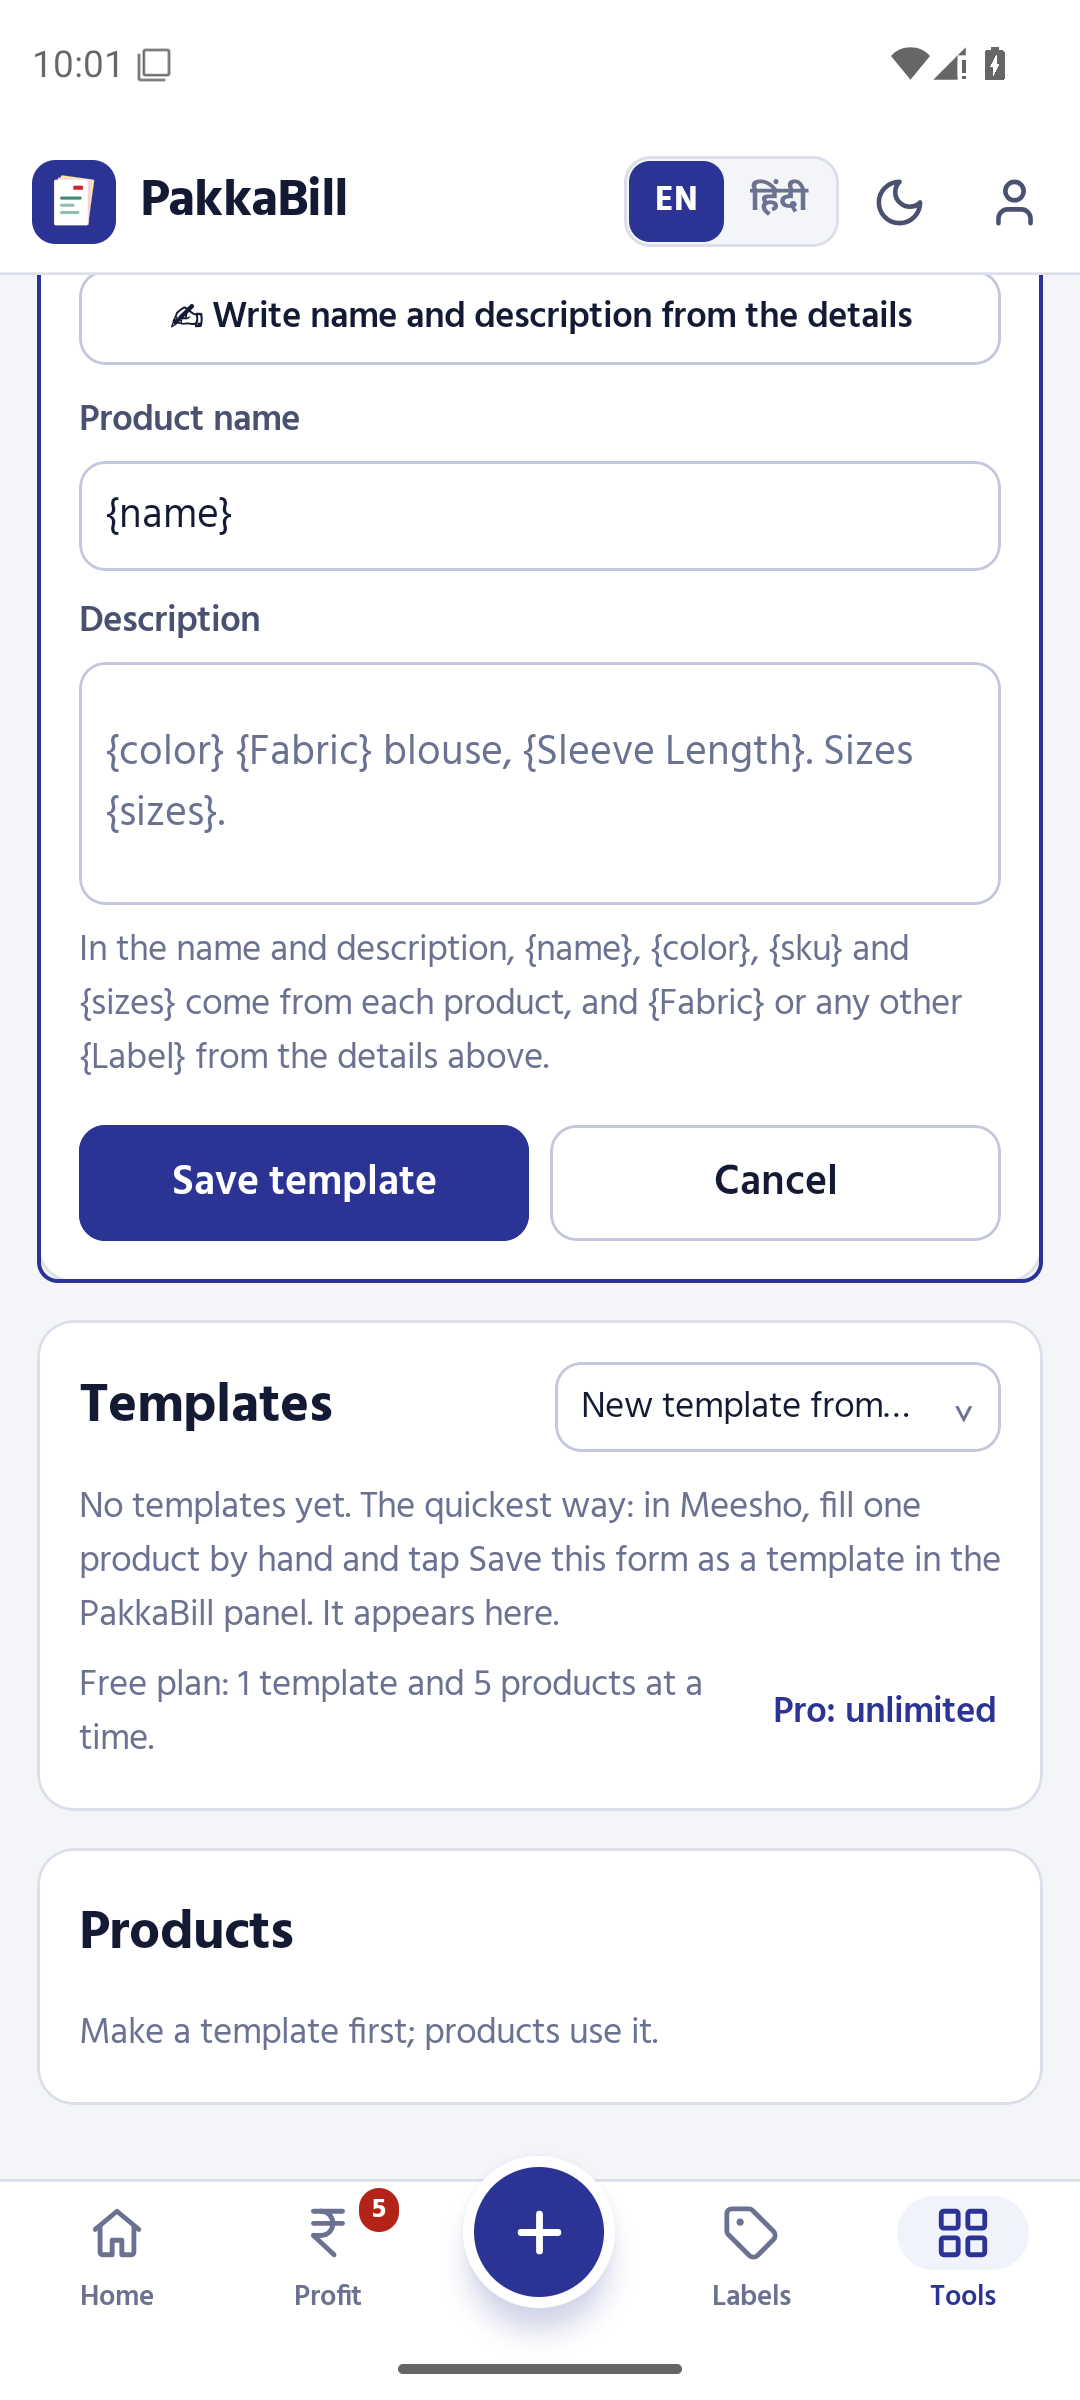 10:01
PakkaBill
EN हिंदी
✍ Write name and description from the details
Product name
{name}
Description
{color} {Fabric} blouse, {Sleeve Length}. Sizes
{sizes}.
In the name and description, {name}, {color}, {sku} and
{sizes} come from each product, and {Fabric} or any other
{Label} from the details above.
Save template
Cancel
Templates
New template from...
No templates yet. The quickest way: in Meesho, fill one
product by hand and tap Save this form as a template in the
PakkaBill panel. It appears here.
Free plan: 1 template and 5 products at a
time.
Pro: unlimited
Products
Make a template first; products use it.
5
Home
Profit
Labels
Tools